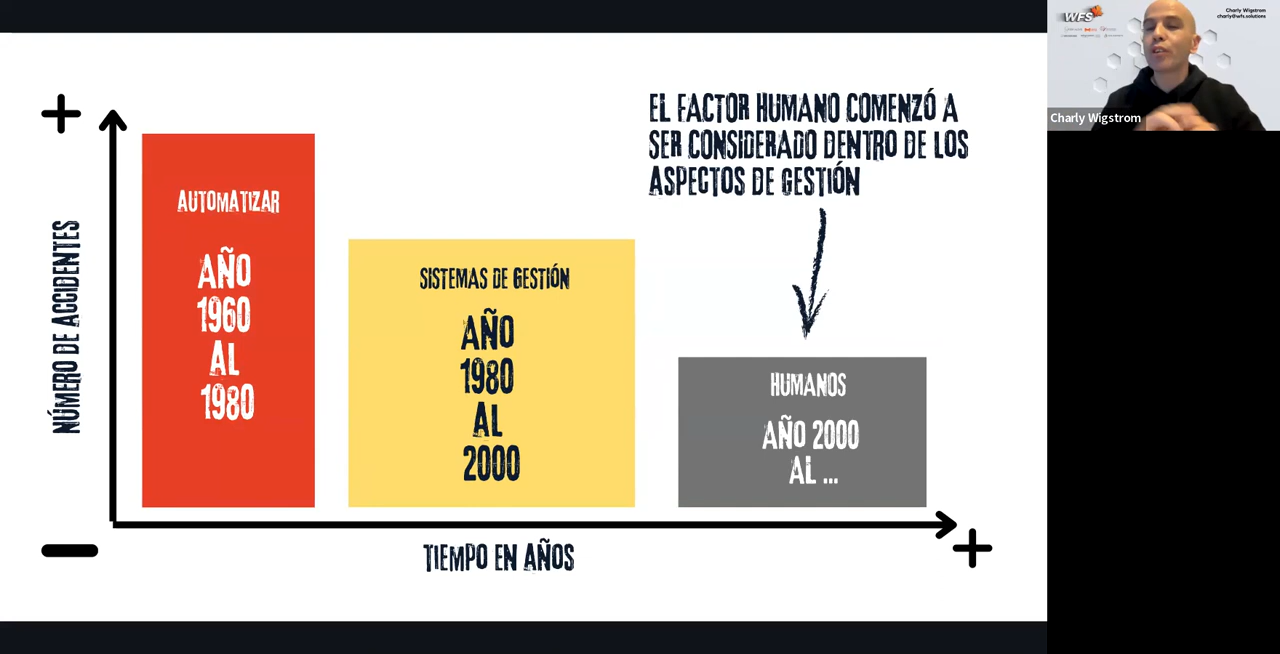 EL FACTOR HUMANO COMENZÓ A
SER CONSIDERADO DENTRO DE LOS
ASPECTOS DE GESTIÓN
NÚMERO DE ACCIDENTES
AUTOMATIZAR
AÑO
1960
AL
1980
SISTEMAS DE GESTIÓN
AÑO
1980
AL
2000
HUMANOS
AÑO 2000
AL ...
TIEMPO EN AÑOS
WFS
Charly Wigstrom
charly@wfs.solutions
Charly Wigstrom